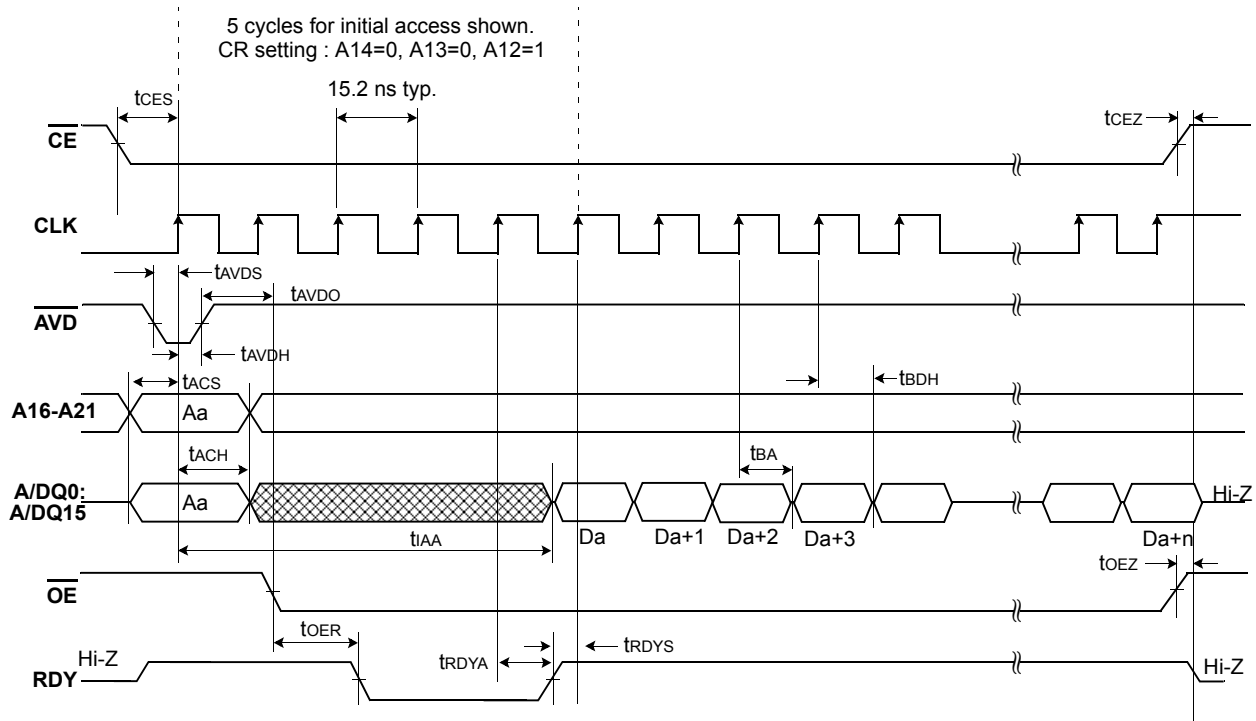 5 cycles for initial access shown.
CR setting : A14=0, A13=0, A12=1
15.2 ns typ.
tCES
tCEZ
CE
CLK
tAVDS
tAVDO
AVD
tAVDH
tACS
tBDH
A16-A21
Aa
tACH
tBA
A/DQ0:
A/DQ15
Aa
Hi-Z
tIAA
Da
Da+1
Da+2
Da+3
Da+n
tOEZ
OE
tOER
tRDYS
Hi-Z
tRDYA
Hi-Z
RDY